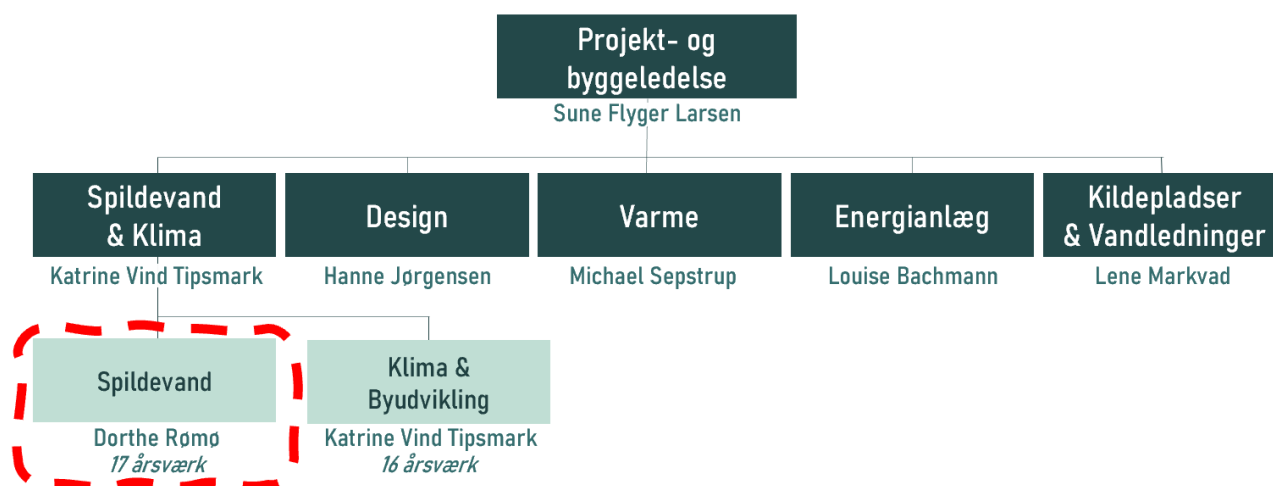 Projekt- og
byggeledelse
Sune Flyger Larsen
Spildevand
& Klima
Katrine Vind Tipsmark
Design
Hanne Jørgensen
Varme
Michael Sepstrup
Energianlæg
Louise Bachmann
Kildepladser
& Vandledninger
Lene Markvad
Spildevand
Dorthe Rømø
17 årsværk
Klima &
Byudvikling
Katrine Vind Tipsmark
16 årsværk